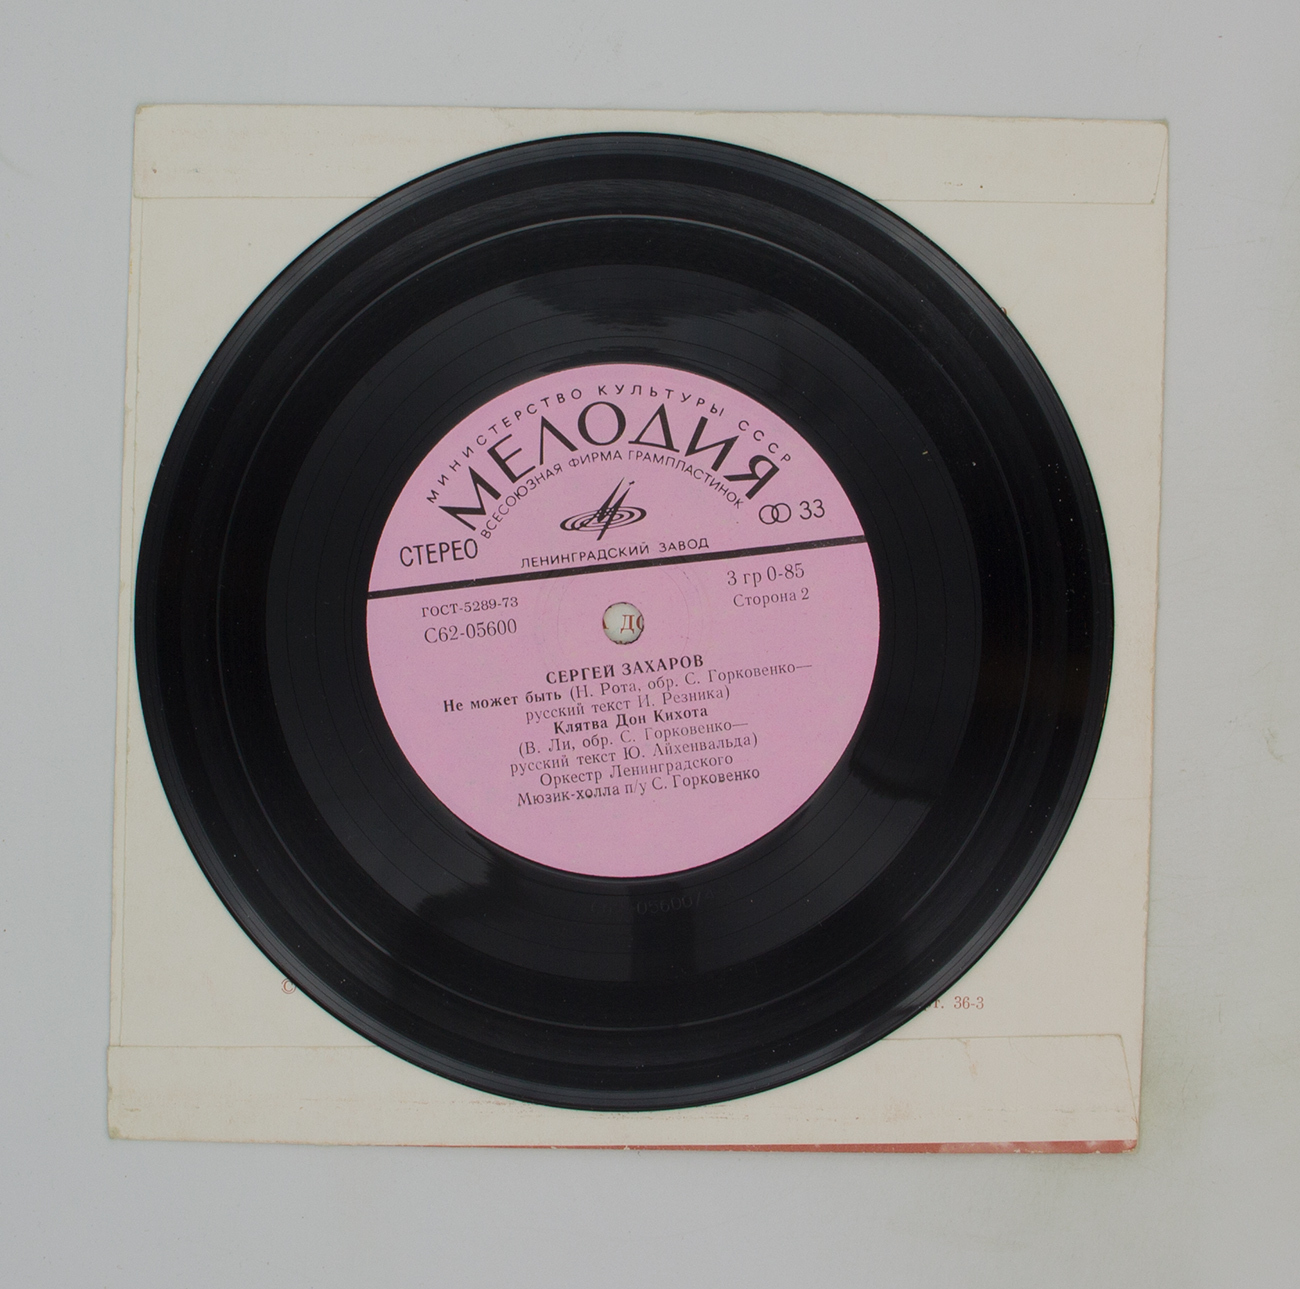 МИНИСТЕРСТВО КУЛЬТУРЫ СССР
МЕЛОДИЯ
ВСЕСОЮЗНАЯ ФИРМА ГРАМПЛАСТИНОК
33
СТЕРЕО
ЛЕНИНГРАДСКИЙ ЗАВОД
ГОСТ-5289-73
3 гр 0-85
С62-05600
Сторона 2
СЕРГЕЙ ЗАХАРОВ
Не может быть (Н. Рота, обр. С. Горковенко—
русский текст И. Резника)
Клятва Дон Кихота
(В. Ли, обр. С. Горковенко—
русский текст Ю. Айхенвальда)
Оркестр Ленинградского
Мюзик-холла п/у С. Горковенко
©
36-3